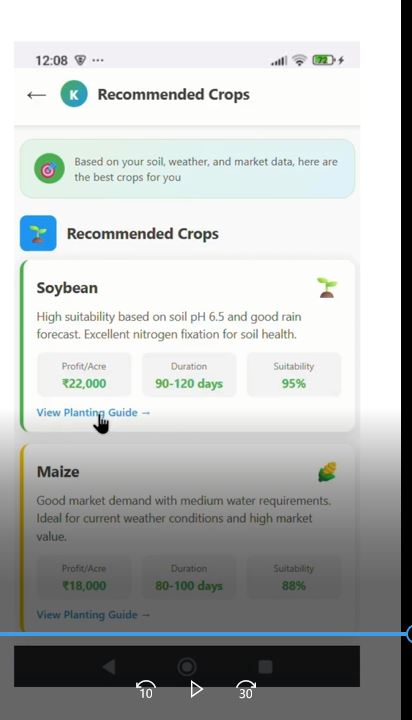 12:08 ...
72
← K Recommended Crops
Based on your soil, weather, and market data, here are
the best crops for you
Recommended Crops
Soybean
High suitability based on soil pH 6.5 and good rain
forecast. Excellent nitrogen fixation for soil health.
Profit/Acre Duration Suitability
₹22,000 90-120 days 95%
View Planting Guide →
Maize
Good market demand with medium water requirements.
Ideal for current weather conditions and high market
value.
Profit/Acre Duration Suitability
₹18,000 80-100 days 88%
View Planting Guide →
10 30